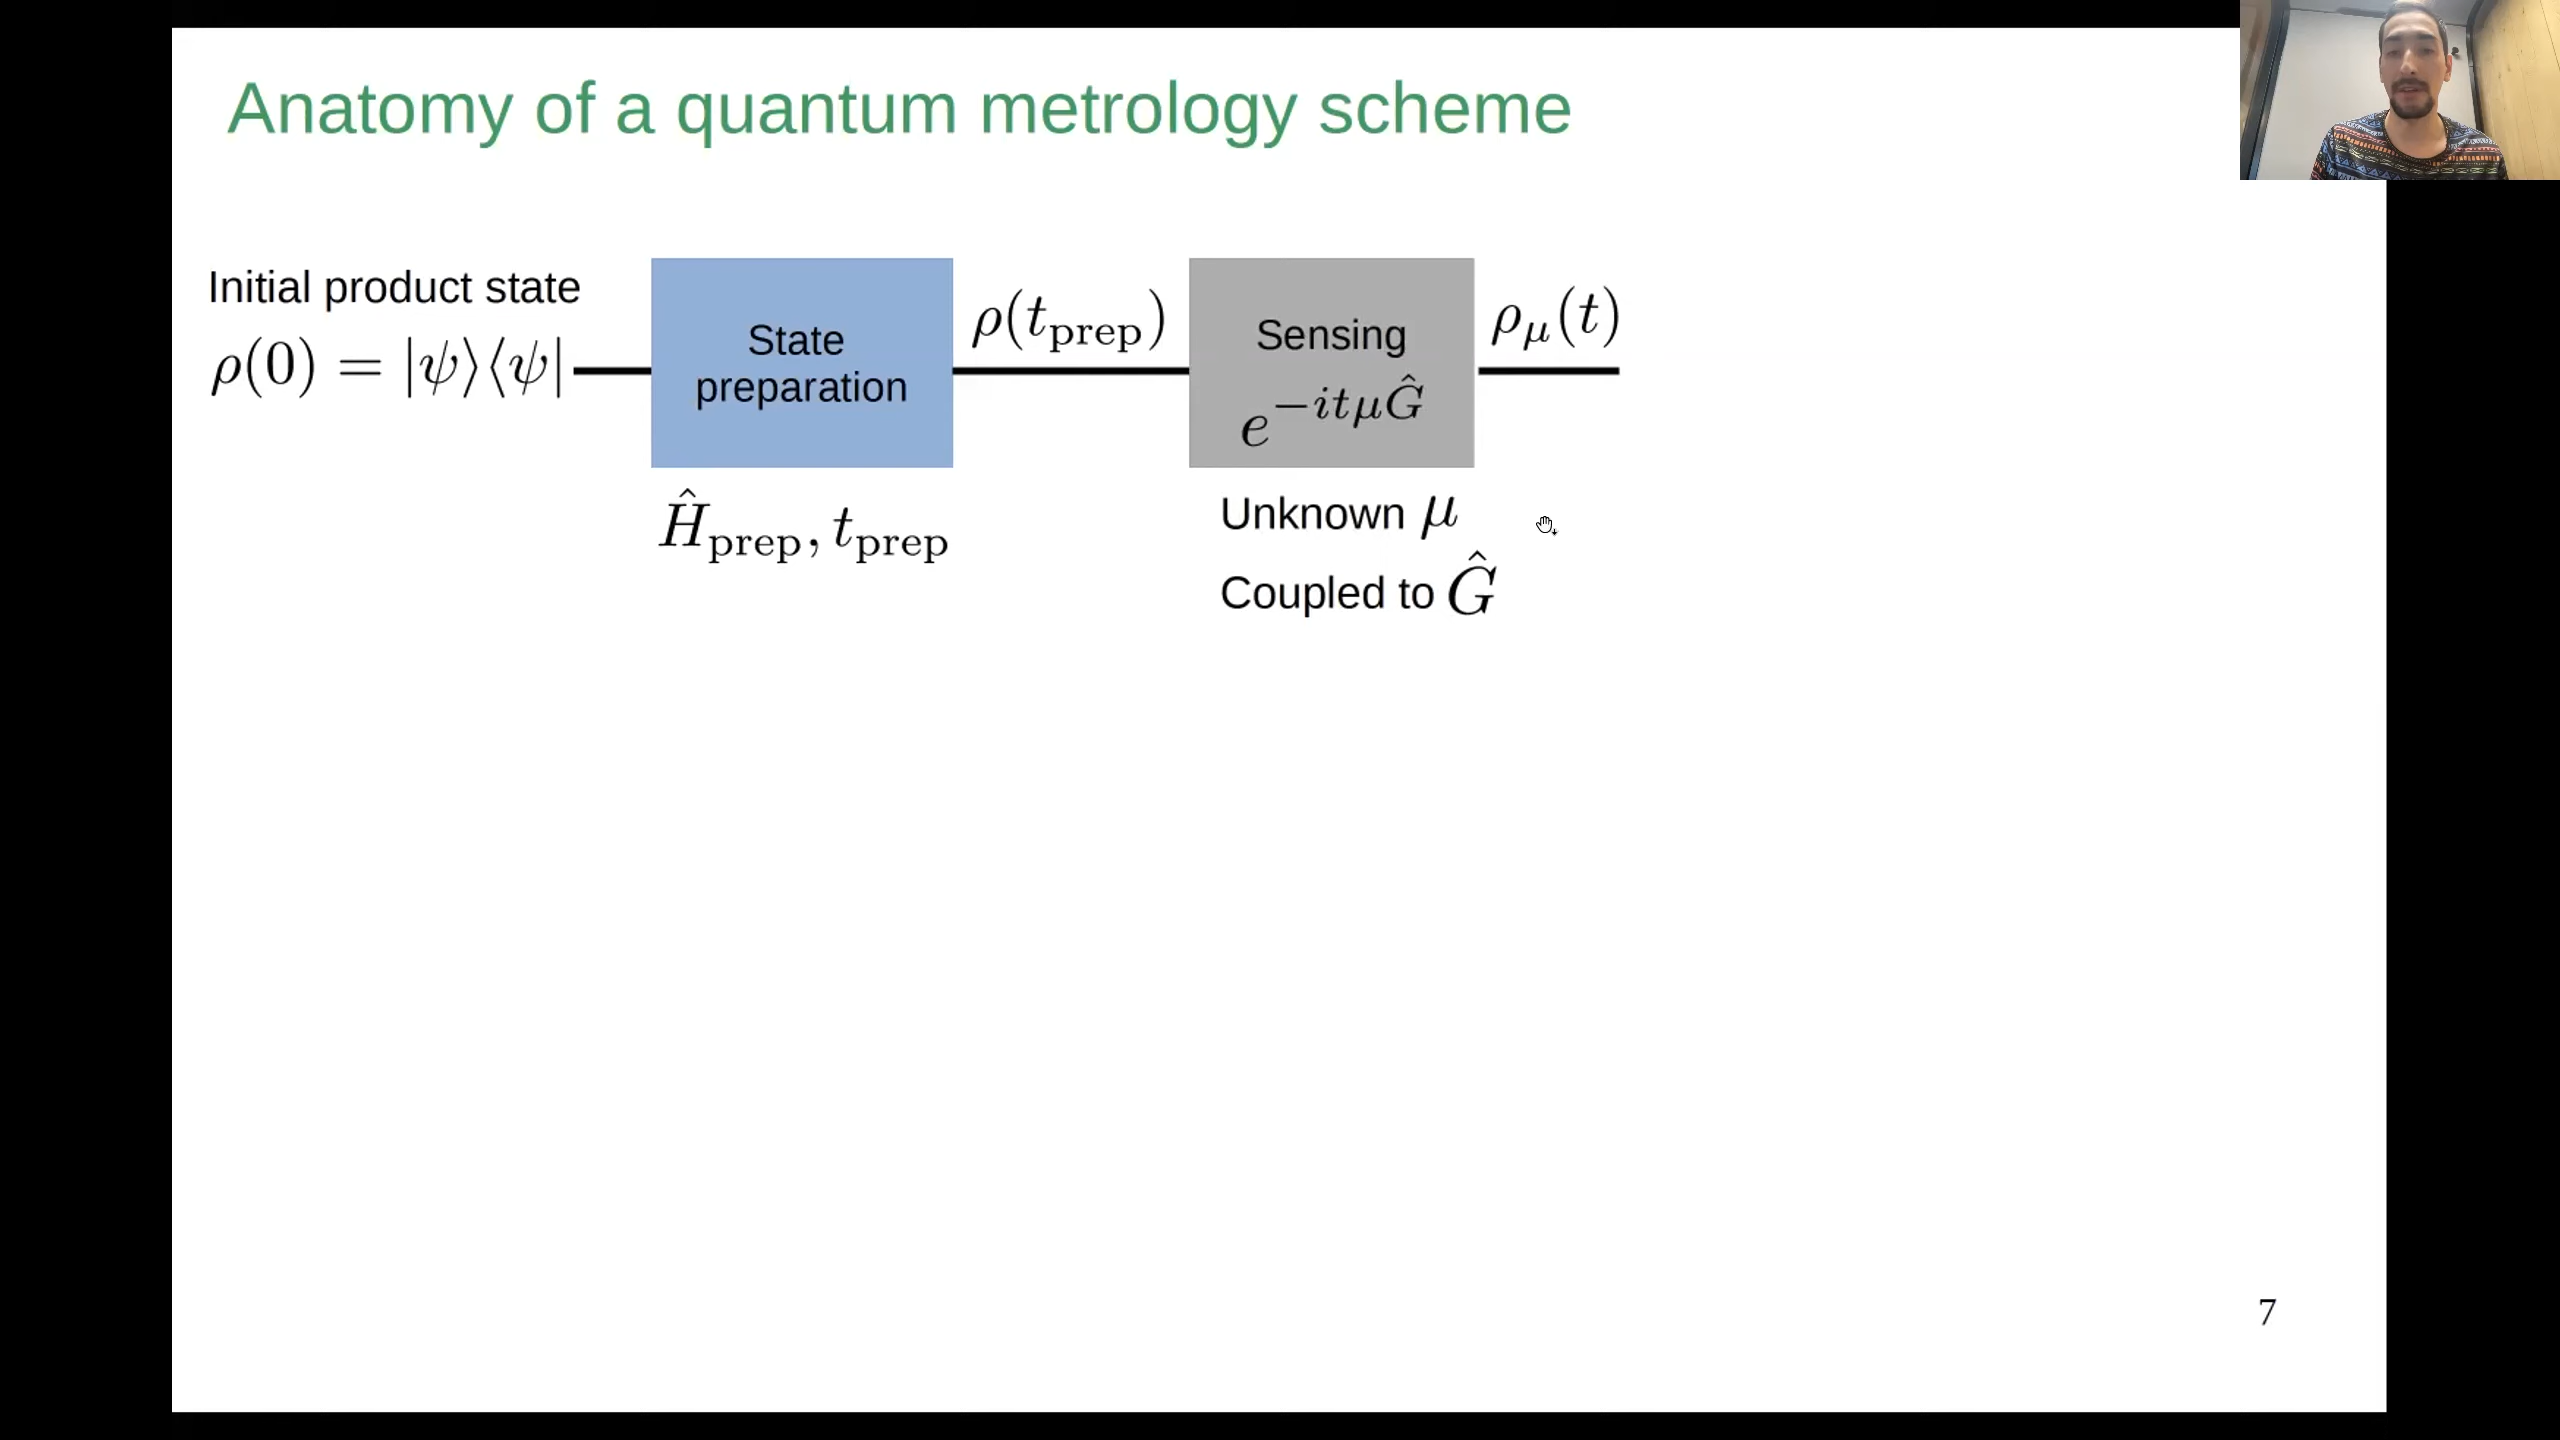 Anatomy of a quantum metrology scheme
Initial product state
ρ(0) = |ψ⟩⟨ψ|
State
preparation
Ĥ_prep, t_prep
ρ(t_prep)
Sensing
e^{-itμĜ}
Unknown μ
Coupled to Ĝ
ρ_μ(t)
7